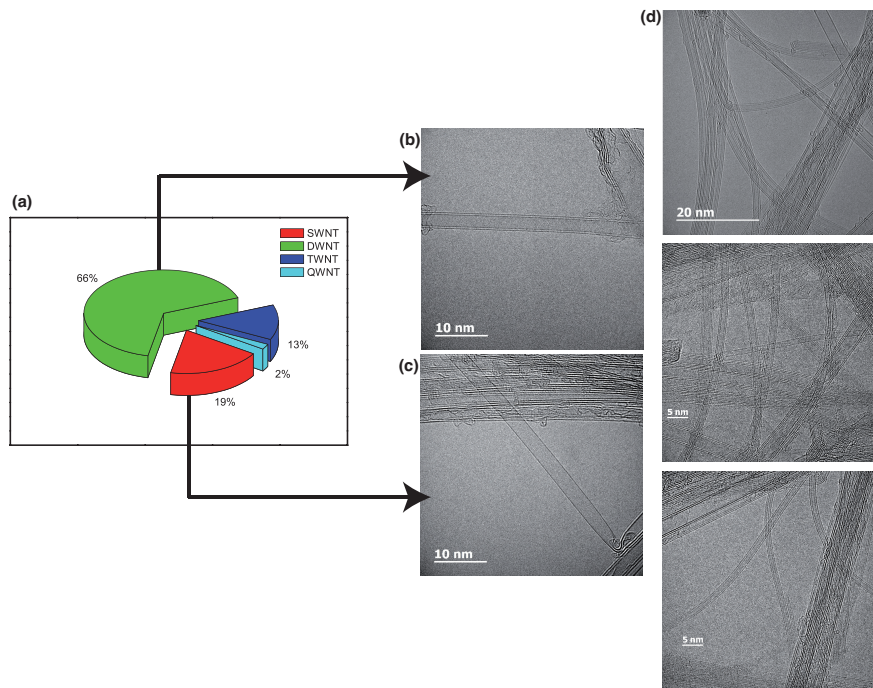 (a)
SWNT
DWNT
TWNT
QWNT
66%
13%
2%
19%
(b)
10 nm
(c)
10 nm
(d)
20 nm
5 nm
5 nm